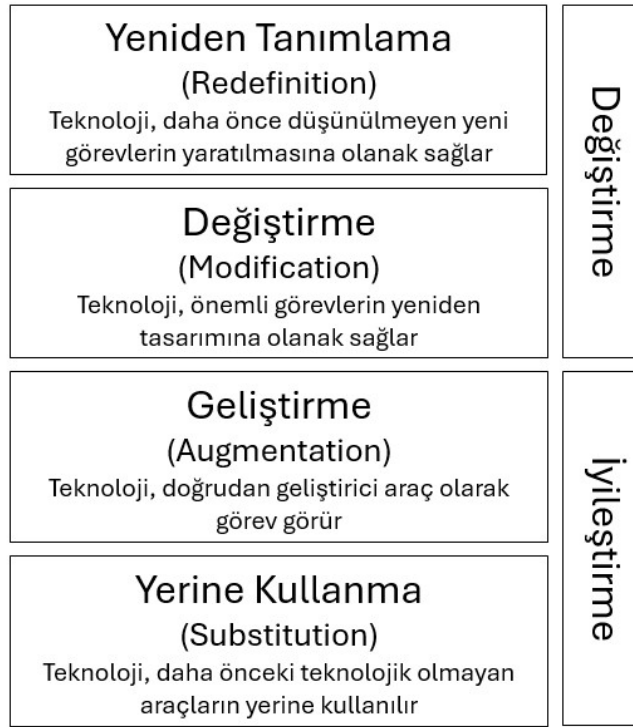 Yeniden Tanımlama
(Redefinition)
Teknoloji, daha önce düşünülmeyen yeni
görevlerin yaratılmasına olanak sağlar
Değiştirme
(Modification)
Teknoloji, önemli görevlerin yeniden
tasarımına olanak sağlar
Değiştirme
Geliştirme
(Augmentation)
Teknoloji, doğrudan geliştirici araç olarak
görev görür
Yerine Kullanma
(Substitution)
Teknoloji, daha önceki teknolojik olmayan
araçların yerine kullanılır
İyileştirme